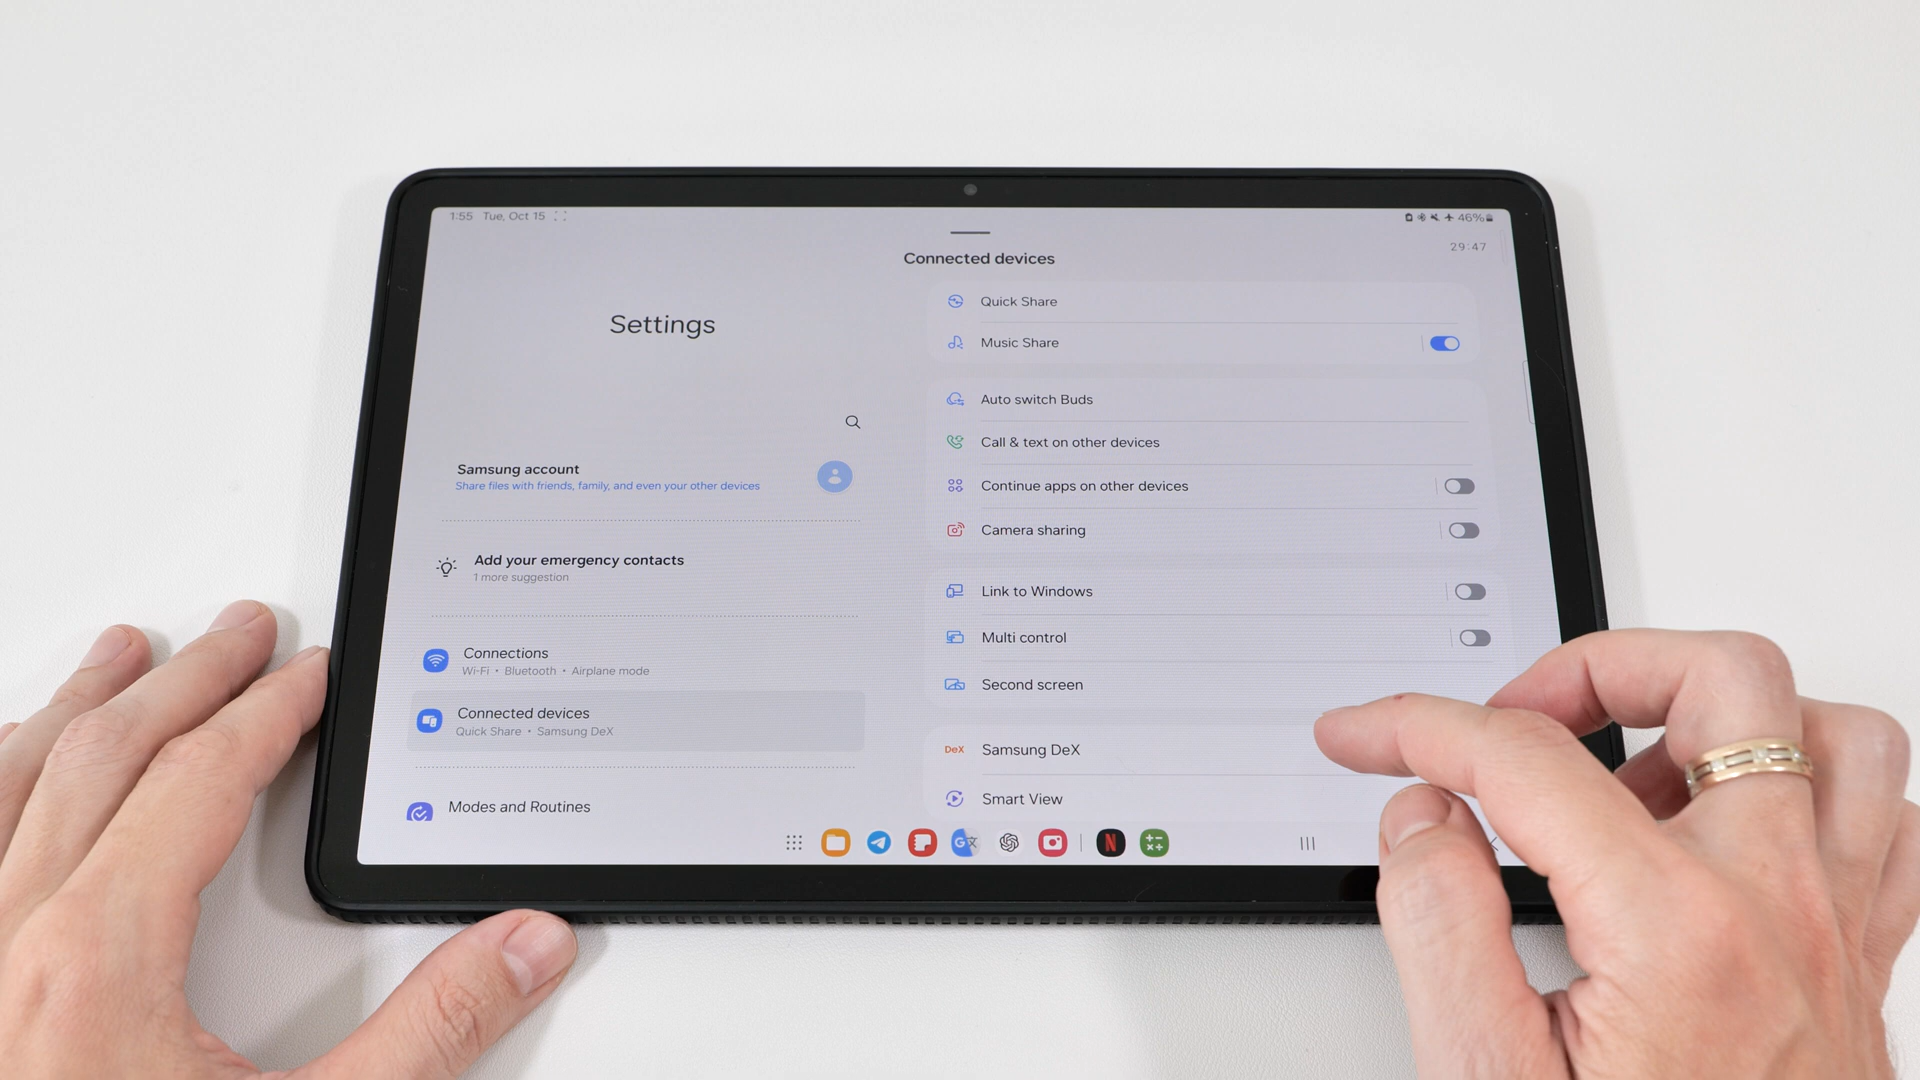 1:55 Tue, Oct 15
46%
29:47
Connected devices
Settings
Quick Share
Music Share
Auto switch Buds
Call & text on other devices
Continue apps on other devices
Camera sharing
Link to Windows
Multi control
Second screen
DeX Samsung DeX
Smart View
Samsung account
Share files with friends, family, and even your other devices
Add your emergency contacts
1 more suggestion
Connections
Wi-Fi • Bluetooth • Airplane mode
Connected devices
Quick Share • Samsung DeX
Modes and Routines
G文
N